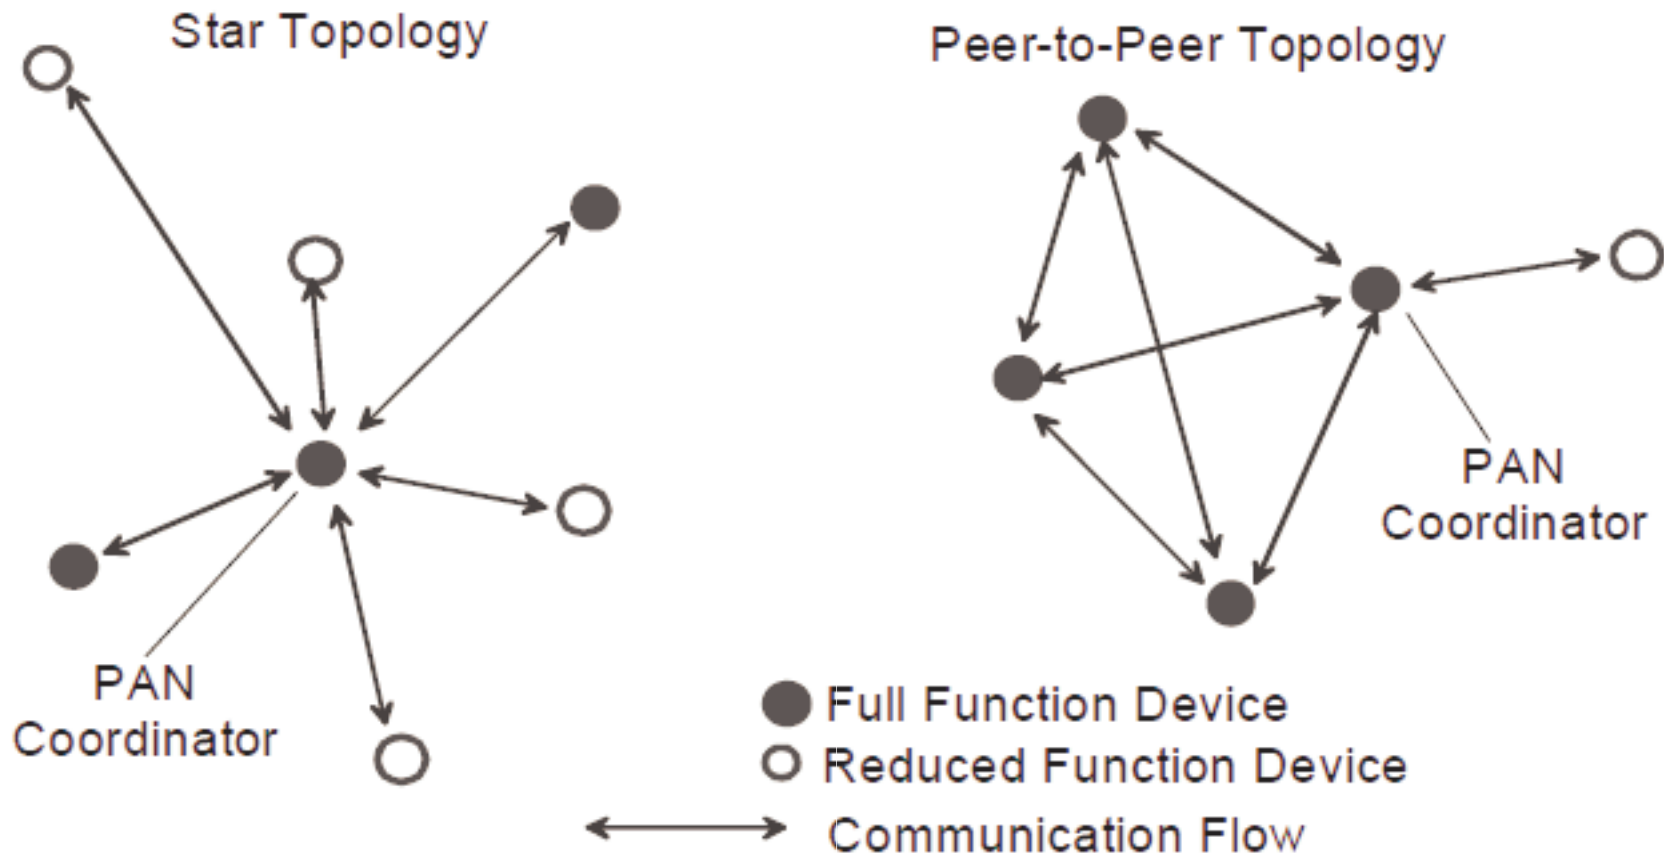 Star Topology
Peer-to-Peer Topology
PAN
Coordinator
PAN
Coordinator
Full Function Device
Reduced Function Device
Communication Flow